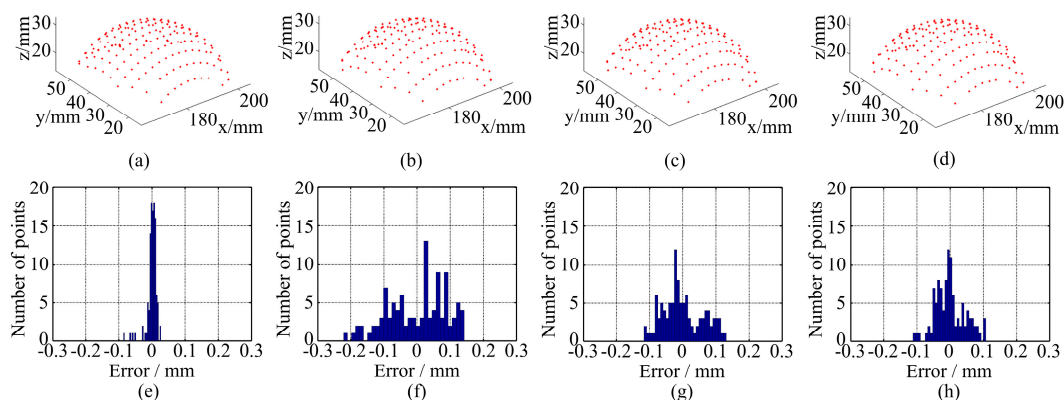 z/mm 30 20 50 40 30 20 y/mm 180 200 x/mm
(a)
z/mm 30 20 50 40 30 20 y/mm 180 200 x/mm
(b)
z/mm 30 20 50 40 30 20 y/mm 180 200 x/mm
(c)
z/mm 30 20 50 40 30 20 y/mm 180 200 x/mm
(d)
Number of points
20
15
10
5
0
-0.3 -0.2 -0.1 0 0.1 0.2 0.3
Error / mm
(e)
Number of points
20
15
10
5
0
-0.3 -0.2 -0.1 0 0.1 0.2 0.3
Error / mm
(f)
Number of points
20
15
10
5
0
-0.3 -0.2 -0.1 0 0.1 0.2 0.3
Error / mm
(g)
Number of points
20
15
10
5
0
-0.3 -0.2 -0.1 0 0.1 0.2 0.3
Error / mm
(h)